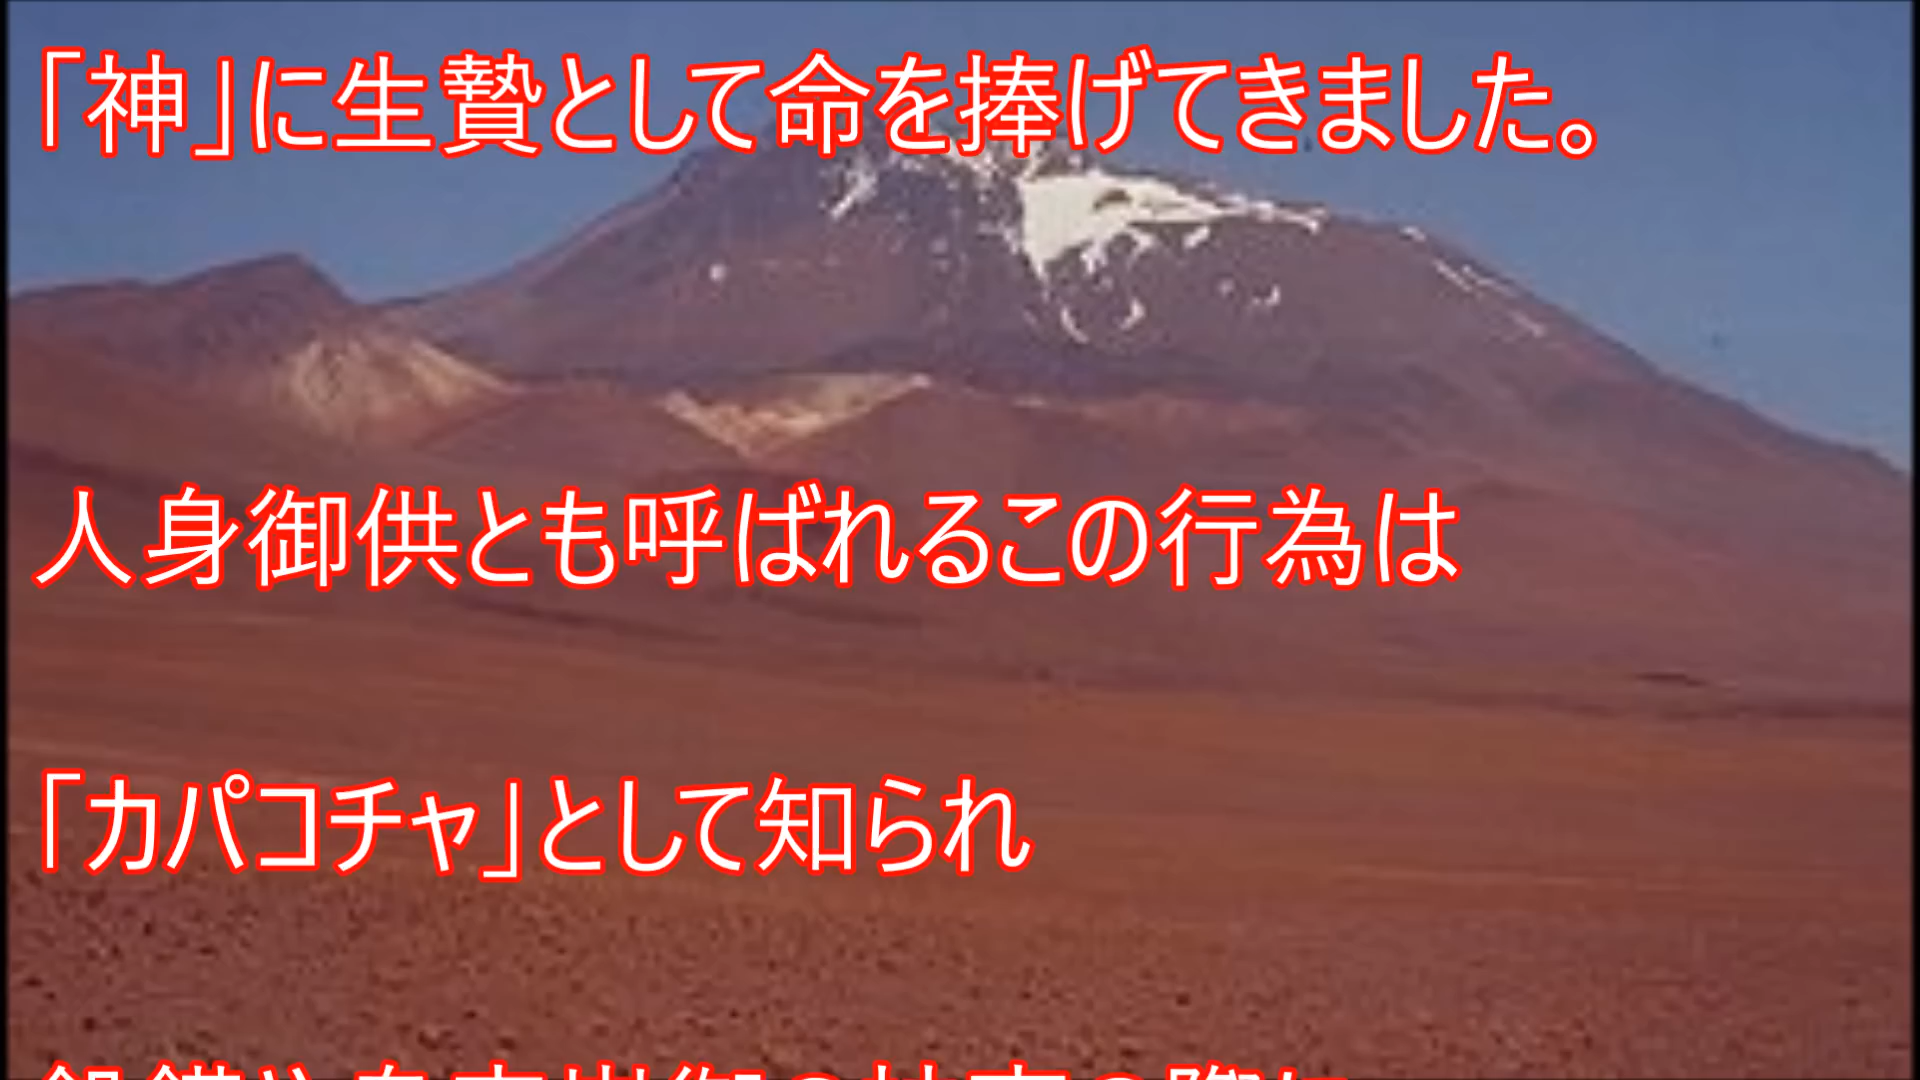 「神」に生贄として命を捧げてきました。
人身御供とも呼ばれるこの行為は
「カパコチャ」として知られ